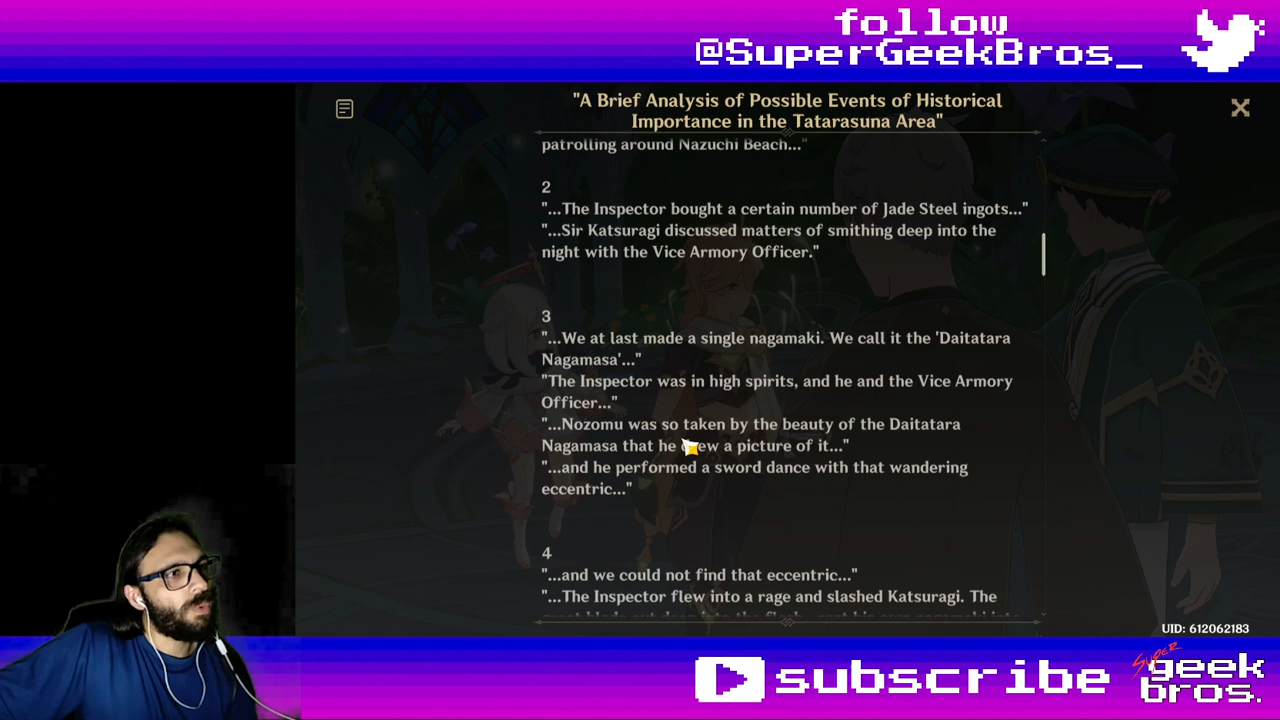 follow
@SuperGeekBros_
"A Brief Analysis of Possible Events of Historical
Importance in the Tatarasuna Area"
patrolling around Nazuchi Beach..."
2
"...The Inspector bought a certain number of Jade Steel ingots..."
"...Sir Katsuragi discussed matters of smithing deep into the
night with the Vice Armory Officer."
3
"...We at last made a single nagamaki. We call it the 'Daitatara
Nagamasa'..."
"The Inspector was in high spirits, and he and the Vice Armory
Officer..."
"...Nozomu was so taken by the beauty of the Daitatara
Nagamasa that he drew a picture of it..."
"...and he performed a sword dance with that wandering
eccentric..."
4
"...and we could not find that eccentric..."
"...The Inspector flew into a rage and slashed Katsuragi. The
UID: 612062183
subscribe
SUPER
geek
bros.